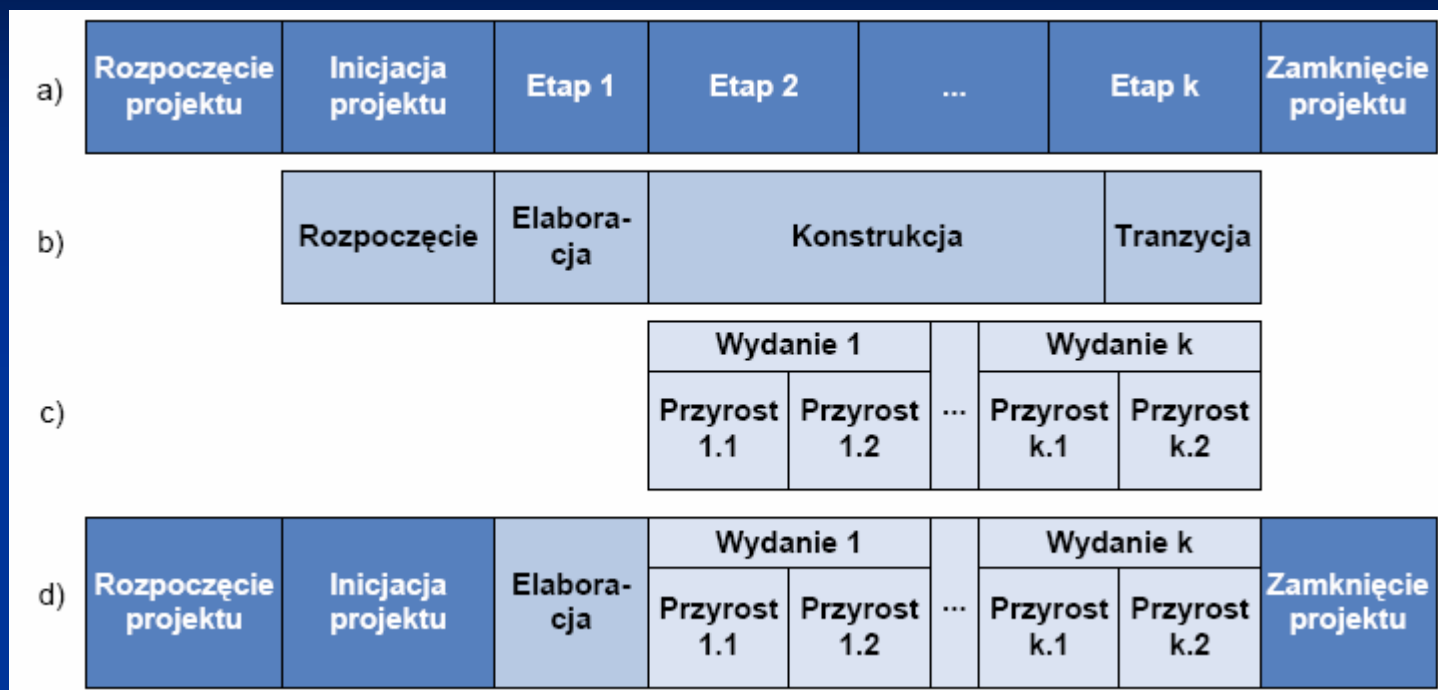 a)
Rozpoczęcie
projektu
Inicjacja
projektu
Etap 1
Etap 2
...
Etap k
Zamknięcie
projektu
b)
Rozpoczęcie
Elabora-
cja
Konstrukcja
Tranzycja
c)
Wydanie 1
...
Wydanie k
Przyrost
1.1
Przyrost
1.2
Przyrost
k.1
Przyrost
k.2
d)
Rozpoczęcie
projektu
Inicjacja
projektu
Elabora-
cja
Wydanie 1
...
Wydanie k
Przyrost
1.1
Przyrost
1.2
Przyrost
k.1
Przyrost
k.2
Zamknięcie
projektu